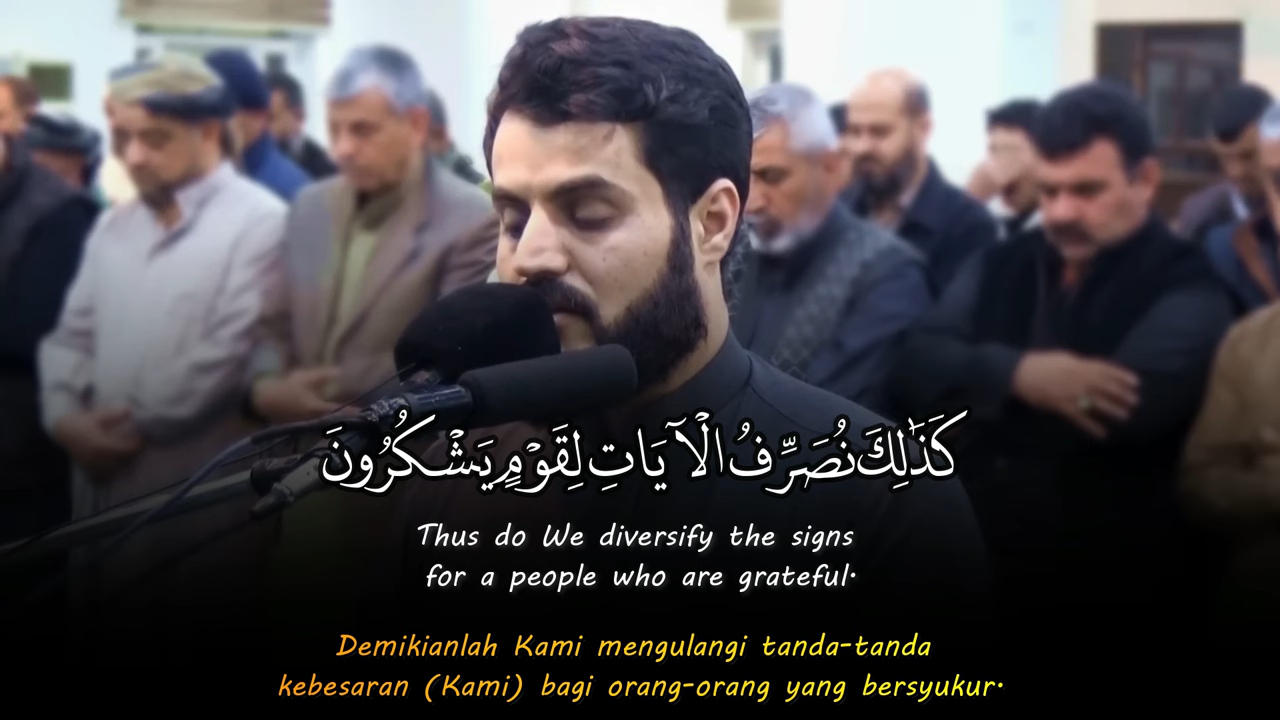 كَذَٰلِكَ نُصَرِّفُ الْآيَاتِ لِقَوْمٍ يَشْكُرُونَ
Thus do We diversify the signs
for a people who are grateful.
Demikianlah Kami mengulangi tanda-tanda
kebesaran (Kami) bagi orang-orang yang bersyukur.